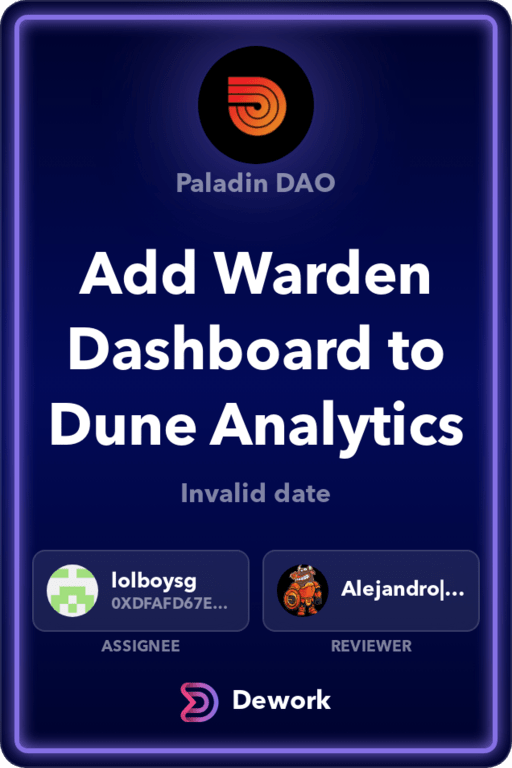 Paladin DAO
Add Warden
Dashboard to
Dune Analytics
Invalid date
lolboysg
0XDFAFD67E...
ASSIGNEE
Alejandro|...
REVIEWER
Dework